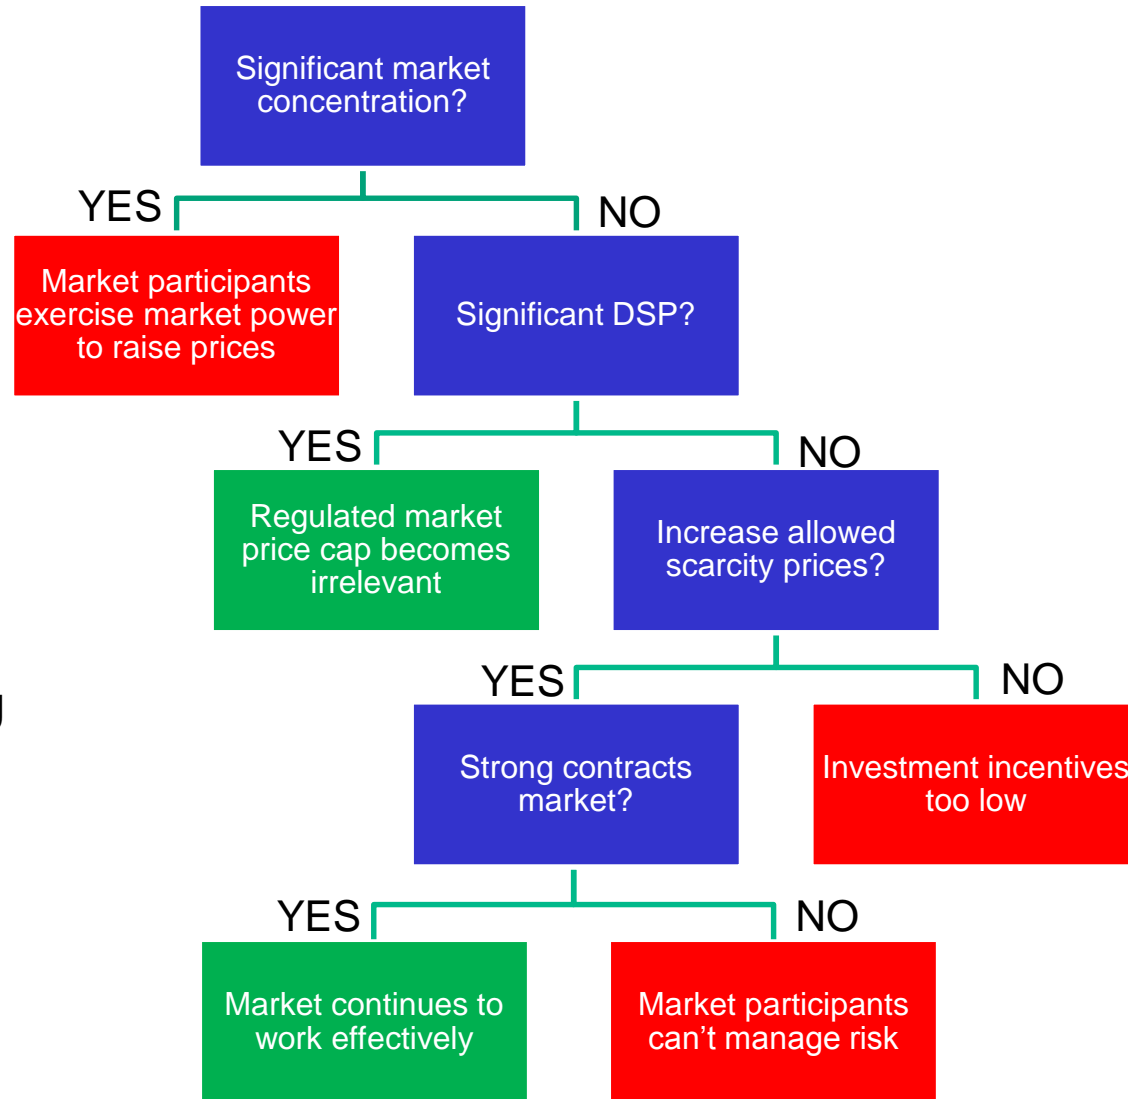 Significant market
concentration?
YES
NO
Market participants
exercise market power
to raise prices
Significant DSP?
YES
NO
Regulated market
price cap becomes
irrelevant
Increase allowed
scarcity prices?
YES
NO
Strong contracts
market?
Investment incentives
too low
YES
NO
Market continues to
work effectively
Market participants
can’t manage risk